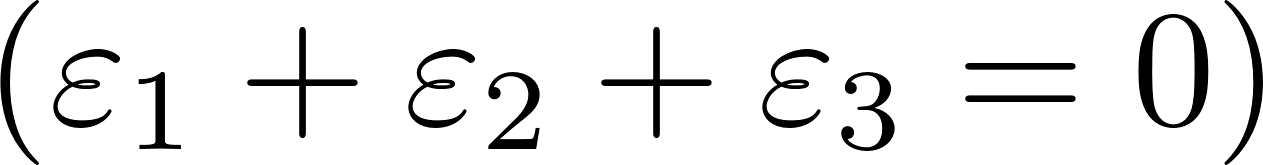 (ε₁ + ε₂ + ε₃ = 0)